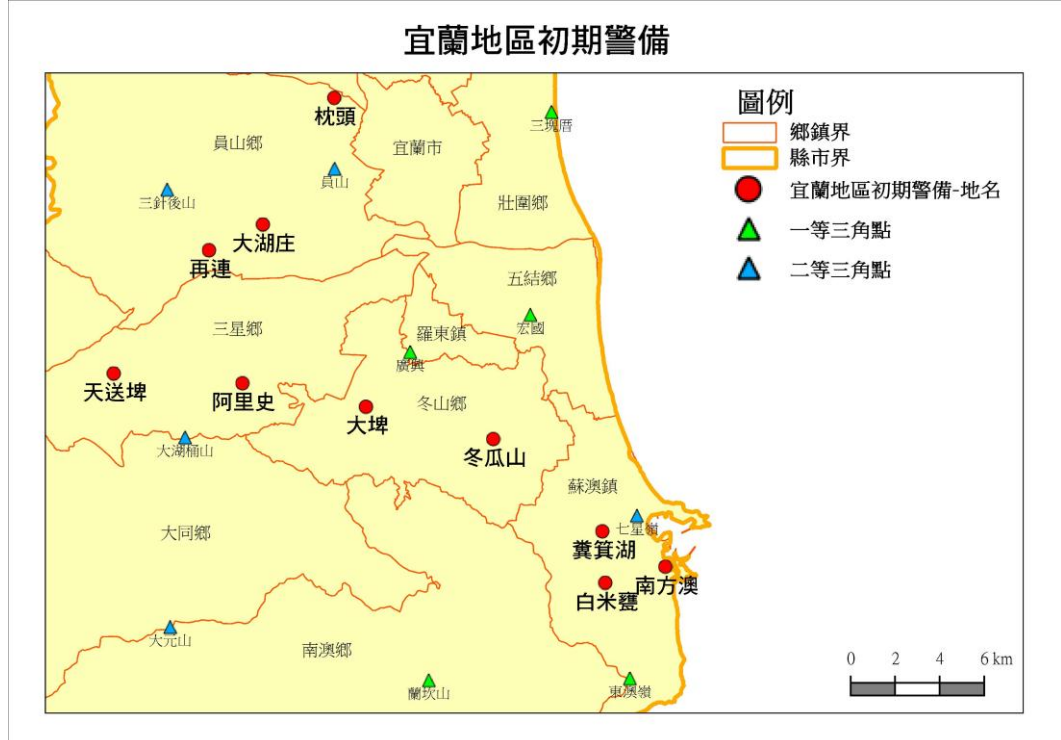 宜蘭地區初期警備
圖例
鄉鎮界
縣市界
宜蘭地區初期警備-地名
一等三角點
二等三角點
枕頭
三塊厝
員山鄉
宜蘭市
員山
三針後山
壯圍鄉
大湖庄
再連
五結鄉
三星鄉
宏國
羅東鎮
廣興
天送埤
阿里史
冬山鄉
大埤
大湖桶山
冬瓜山
蘇澳鎮
七星嶺
大同鄉
糞箕湖
南方澳
白米甕
大元山
南澳鄉
蘭崁山
東澳嶺
0 2 4 6 km